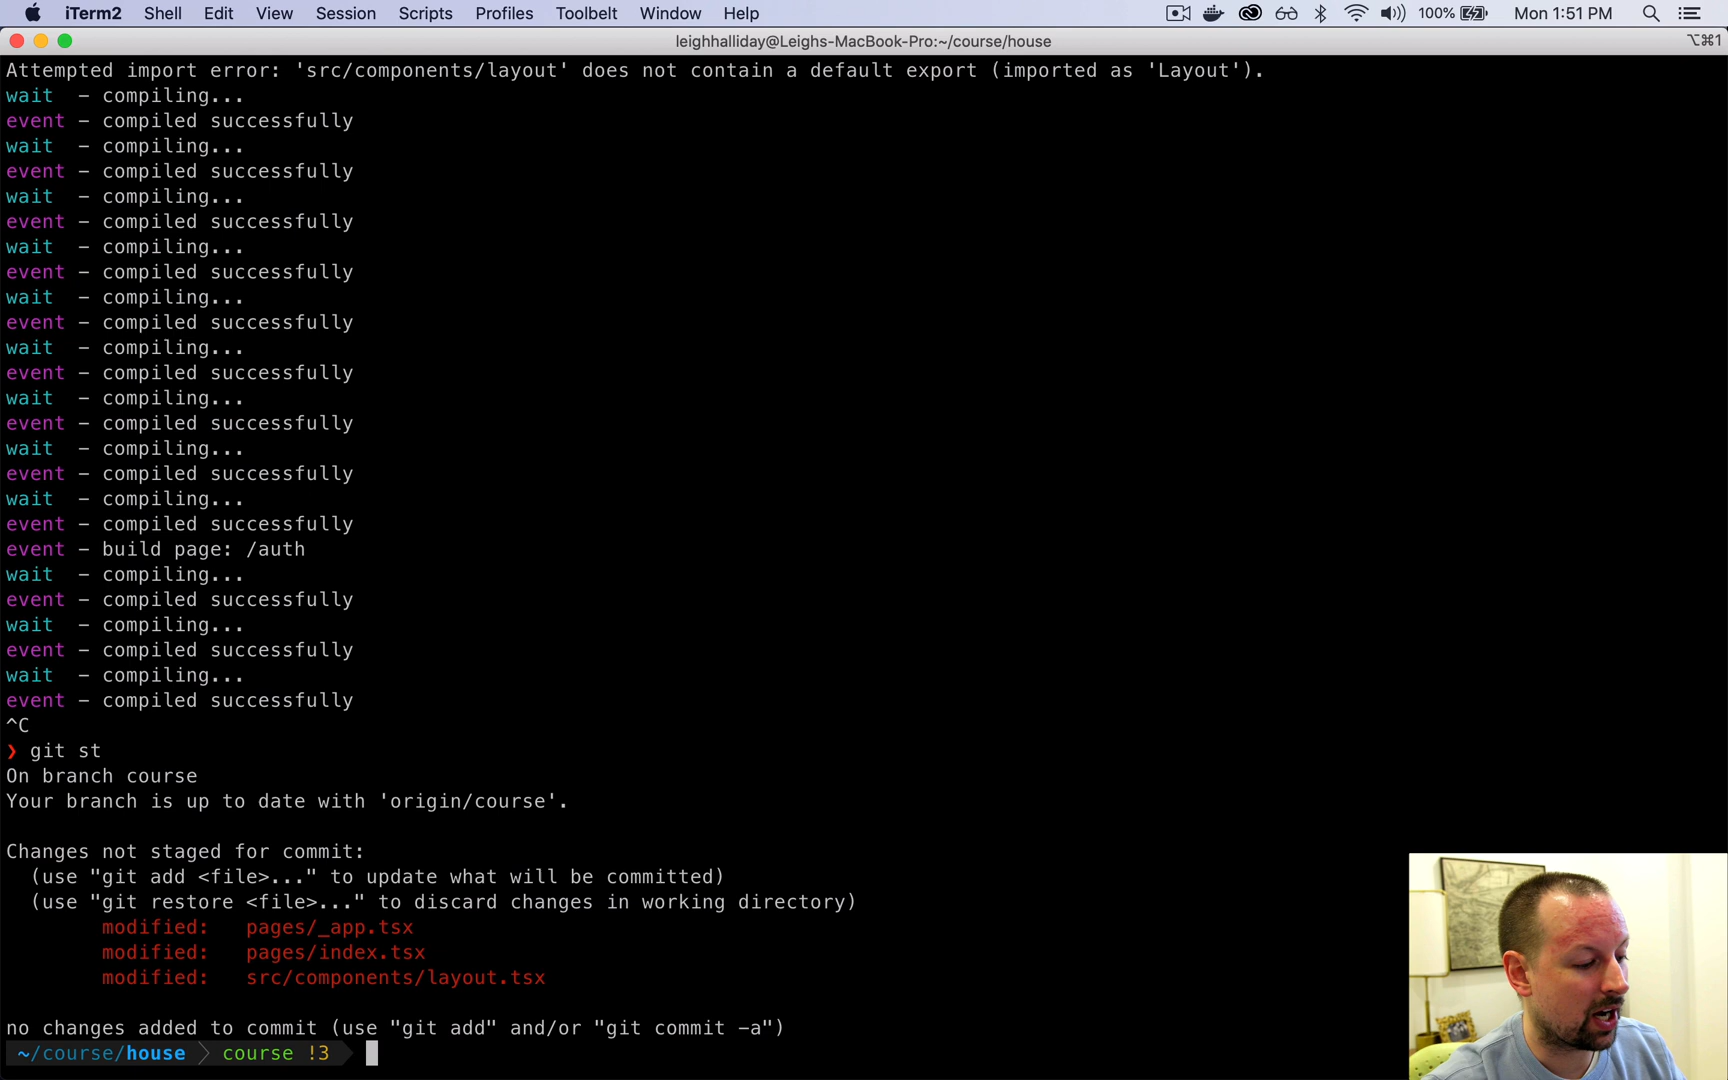 iTerm2 Shell Edit View Session Scripts Profiles Toolbelt Window Help 100% Mon 1:51 PM
leighhalliday@Leighs-MacBook-Pro:~/course/house ⌥⌘1
Attempted import error: 'src/components/layout' does not contain a default export (imported as 'Layout').
wait - compiling...
event - compiled successfully
wait - compiling...
event - compiled successfully
wait - compiling...
event - compiled successfully
wait - compiling...
event - compiled successfully
wait - compiling...
event - compiled successfully
wait - compiling...
event - compiled successfully
wait - compiling...
event - compiled successfully
wait - compiling...
event - compiled successfully
wait - compiling...
event - compiled successfully
event - build page: /auth
wait - compiling...
event - compiled successfully
wait - compiling...
event - compiled successfully
wait - compiling...
event - compiled successfully
^C
❯ git st
On branch course
Your branch is up to date with 'origin/course'.
Changes not staged for commit:
(use "git add <file>..." to update what will be committed)
(use "git restore <file>..." to discard changes in working directory)
modified: pages/_app.tsx
modified: pages/index.tsx
modified: src/components/layout.tsx
no changes added to commit (use "git add" and/or "git commit -a")
~/course/house course !3